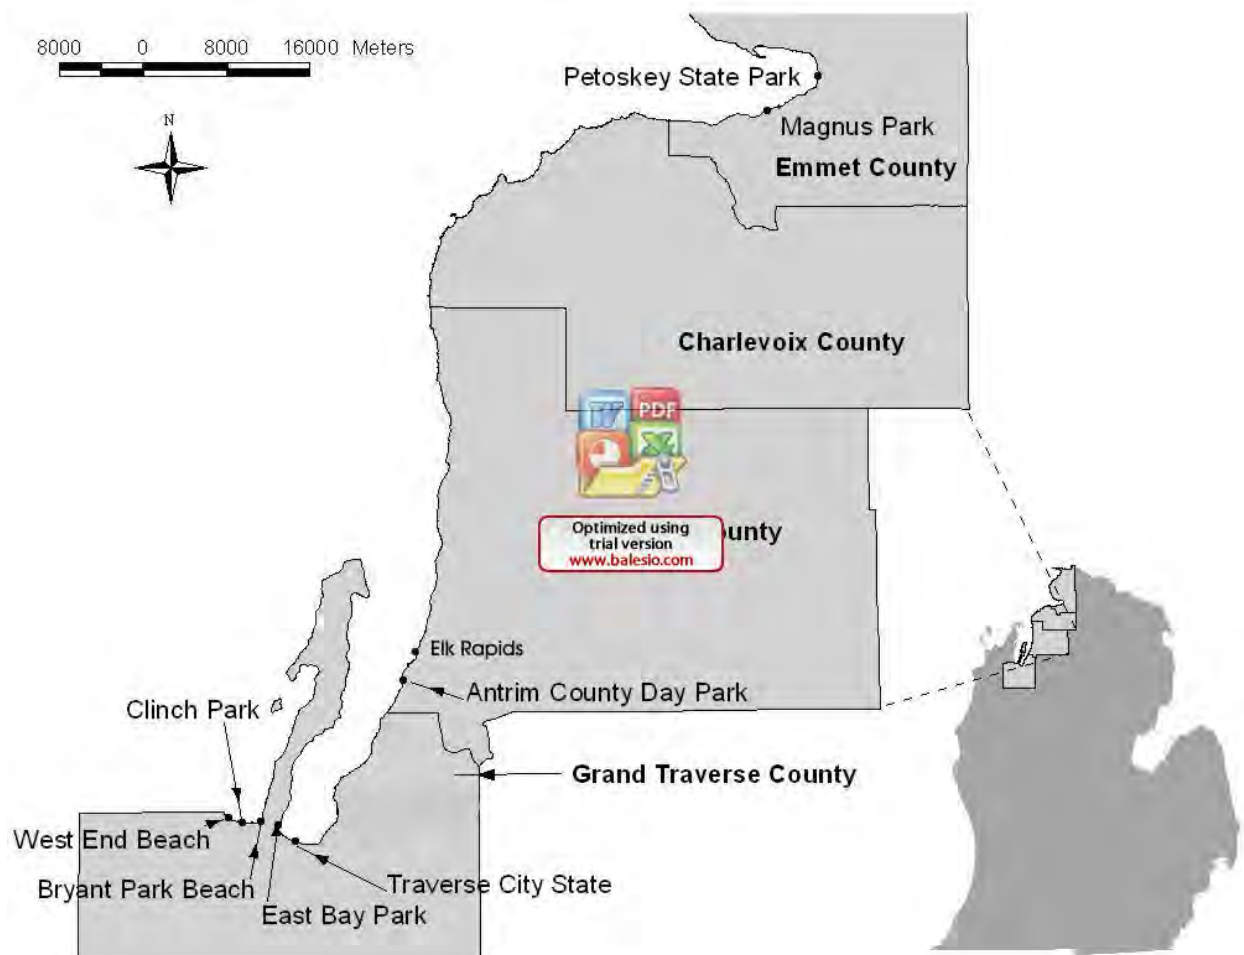 8000 0 8000 16000 Meters
N
Petoskey State Park
Magnus Park
Emmet County
Charlevoix County
W PDF
X
Optimized using
trial version
www.balesio.com
ounty
Elk Rapids
Antrim County Day Park
Clinch Park
Grand Traverse County
West End Beach
Bryant Park Beach
Traverse City State
East Bay Park